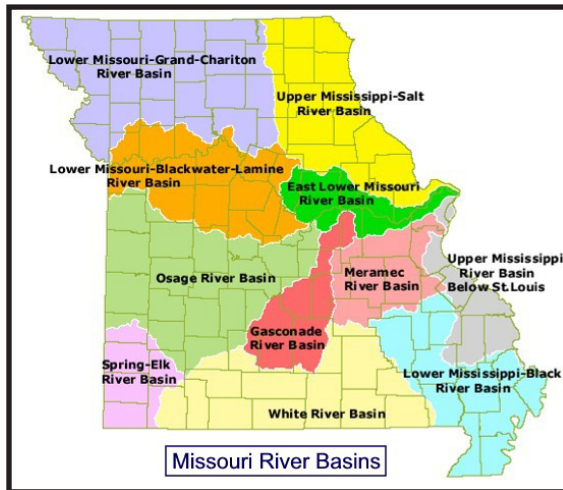 Lower Missouri-Grand-Chariton
River Basin
Upper Mississippi-Salt
River Basin
Lower Missouri-Blackwater-Lamine
River Basin
East Lower Missouri
River Basin
Osage River Basin
Meramec
River Basin
Upper Mississippi
River Basin
Below St.Louis
Gasconade
River Basin
Spring-Elk
River Basin
Lower Mississippi-Black
River Basin
White River Basin
Missouri River Basins